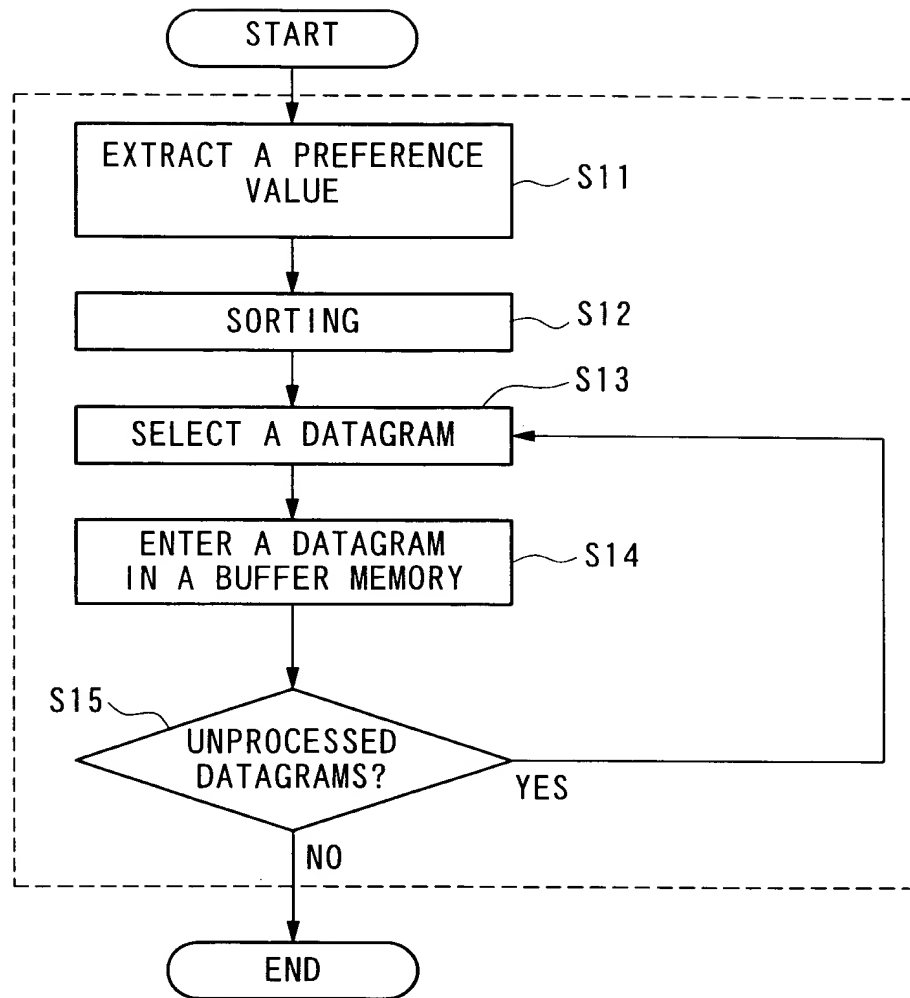 START
EXTRACT A PREFERENCE
VALUE
S11
SORTING
S12
S13
SELECT A DATAGRAM
ENTER A DATAGRAM
IN A BUFFER MEMORY
S14
S15
UNPROCESSED
DATAGRAMS?
YES
NO
END